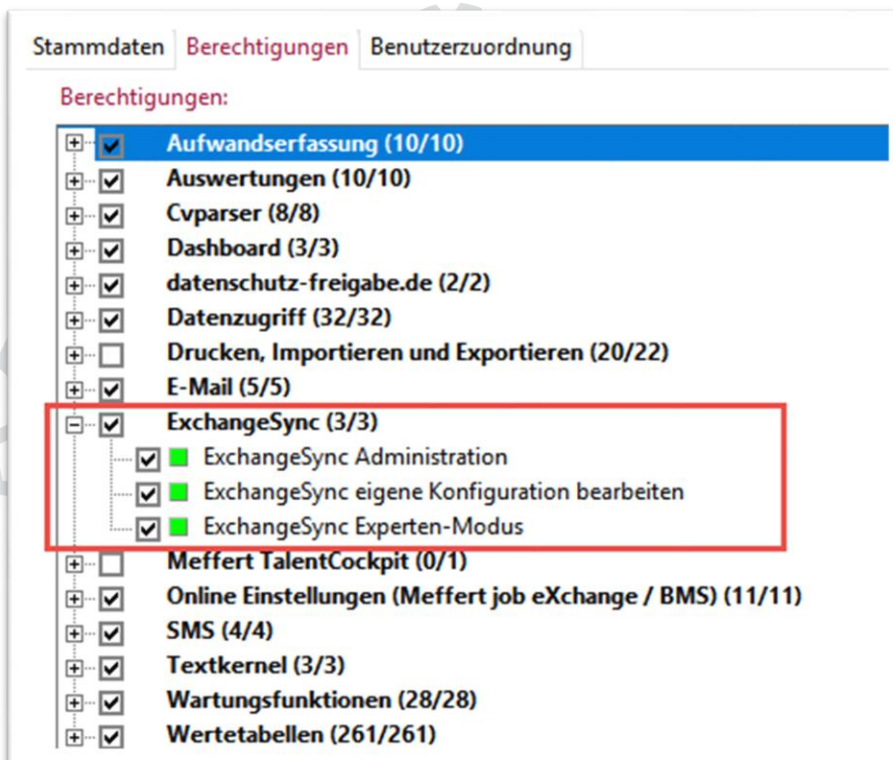 Stammdaten Berechtigungen Benutzerzuordnung
Berechtigungen:
Aufwandserfassung (10/10)
Auswertungen (10/10)
Cvparser (8/8)
Dashboard (3/3)
datenschutz-freigabe.de (2/2)
Datenzugriff (32/32)
Drucken, Importieren und Exportieren (20/22)
E-Mail (5/5)
ExchangeSync (3/3)
ExchangeSync Administration
ExchangeSync eigene Konfiguration bearbeiten
ExchangeSync Experten-Modus
Meffert TalentCockpit (0/1)
Online Einstellungen (Meffert job eXchange / BMS) (11/11)
SMS (4/4)
Textkernel (3/3)
Wartungsfunktionen (28/28)
Wertetabellen (261/261)